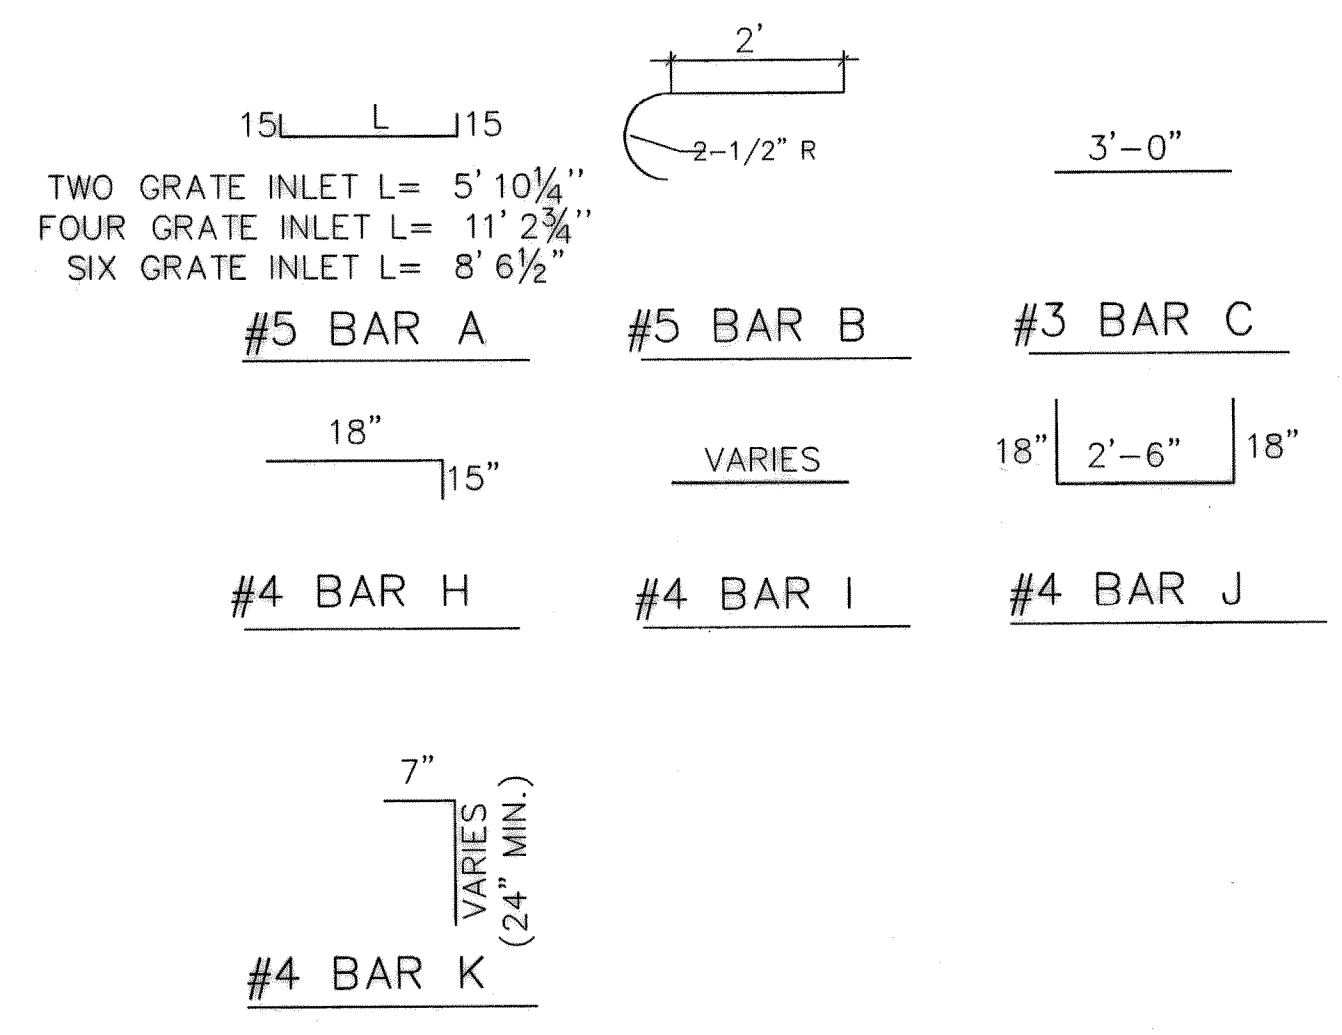 15 L 15
TWO GRATE INLET L= 5' 10¼"
FOUR GRATE INLET L= 11' 2¾"
SIX GRATE INLET L= 8' 6½"
#5 BAR A
2'
2-1/2" R
#5 BAR B
3'-0"
#3 BAR C
18"
15"
#4 BAR H
VARIES
#4 BAR I
18" 2'-6" 18"
#4 BAR J
7"
VARIES
(24" MIN.)
#4 BAR K